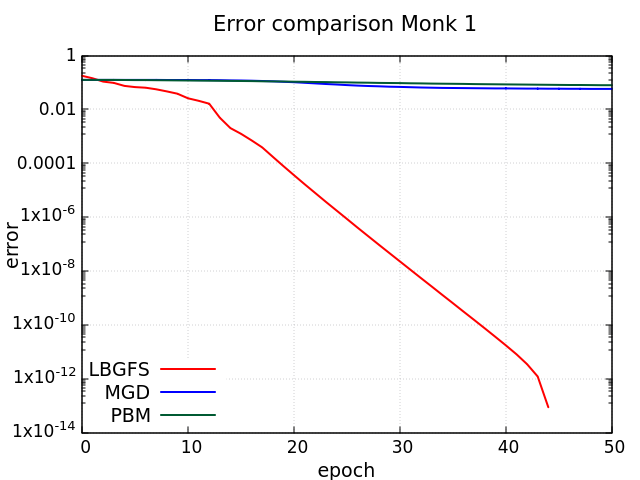 Error comparison Monk 1
1
0.01
0.0001
1x10-6
1x10-8
1x10-10
1x10-12
1x10-14
error
LBGFS
MGD
PBM
0 10 20 30 40 50
epoch